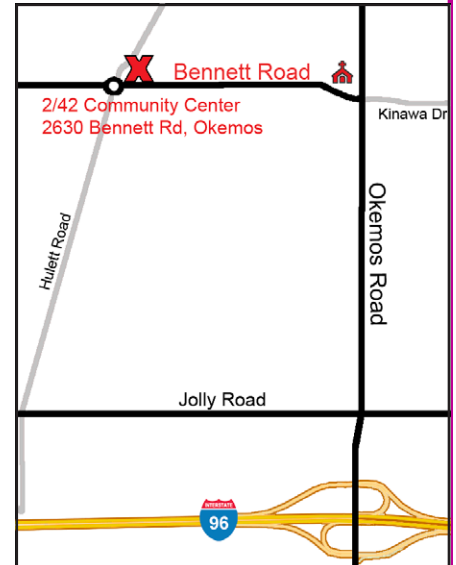 X Bennett Road
2/42 Community Center
2630 Bennett Rd, Okemos
Kinawa Dr
Hulett Road
Okemos Road
Jolly Road
INTERSTATE
96